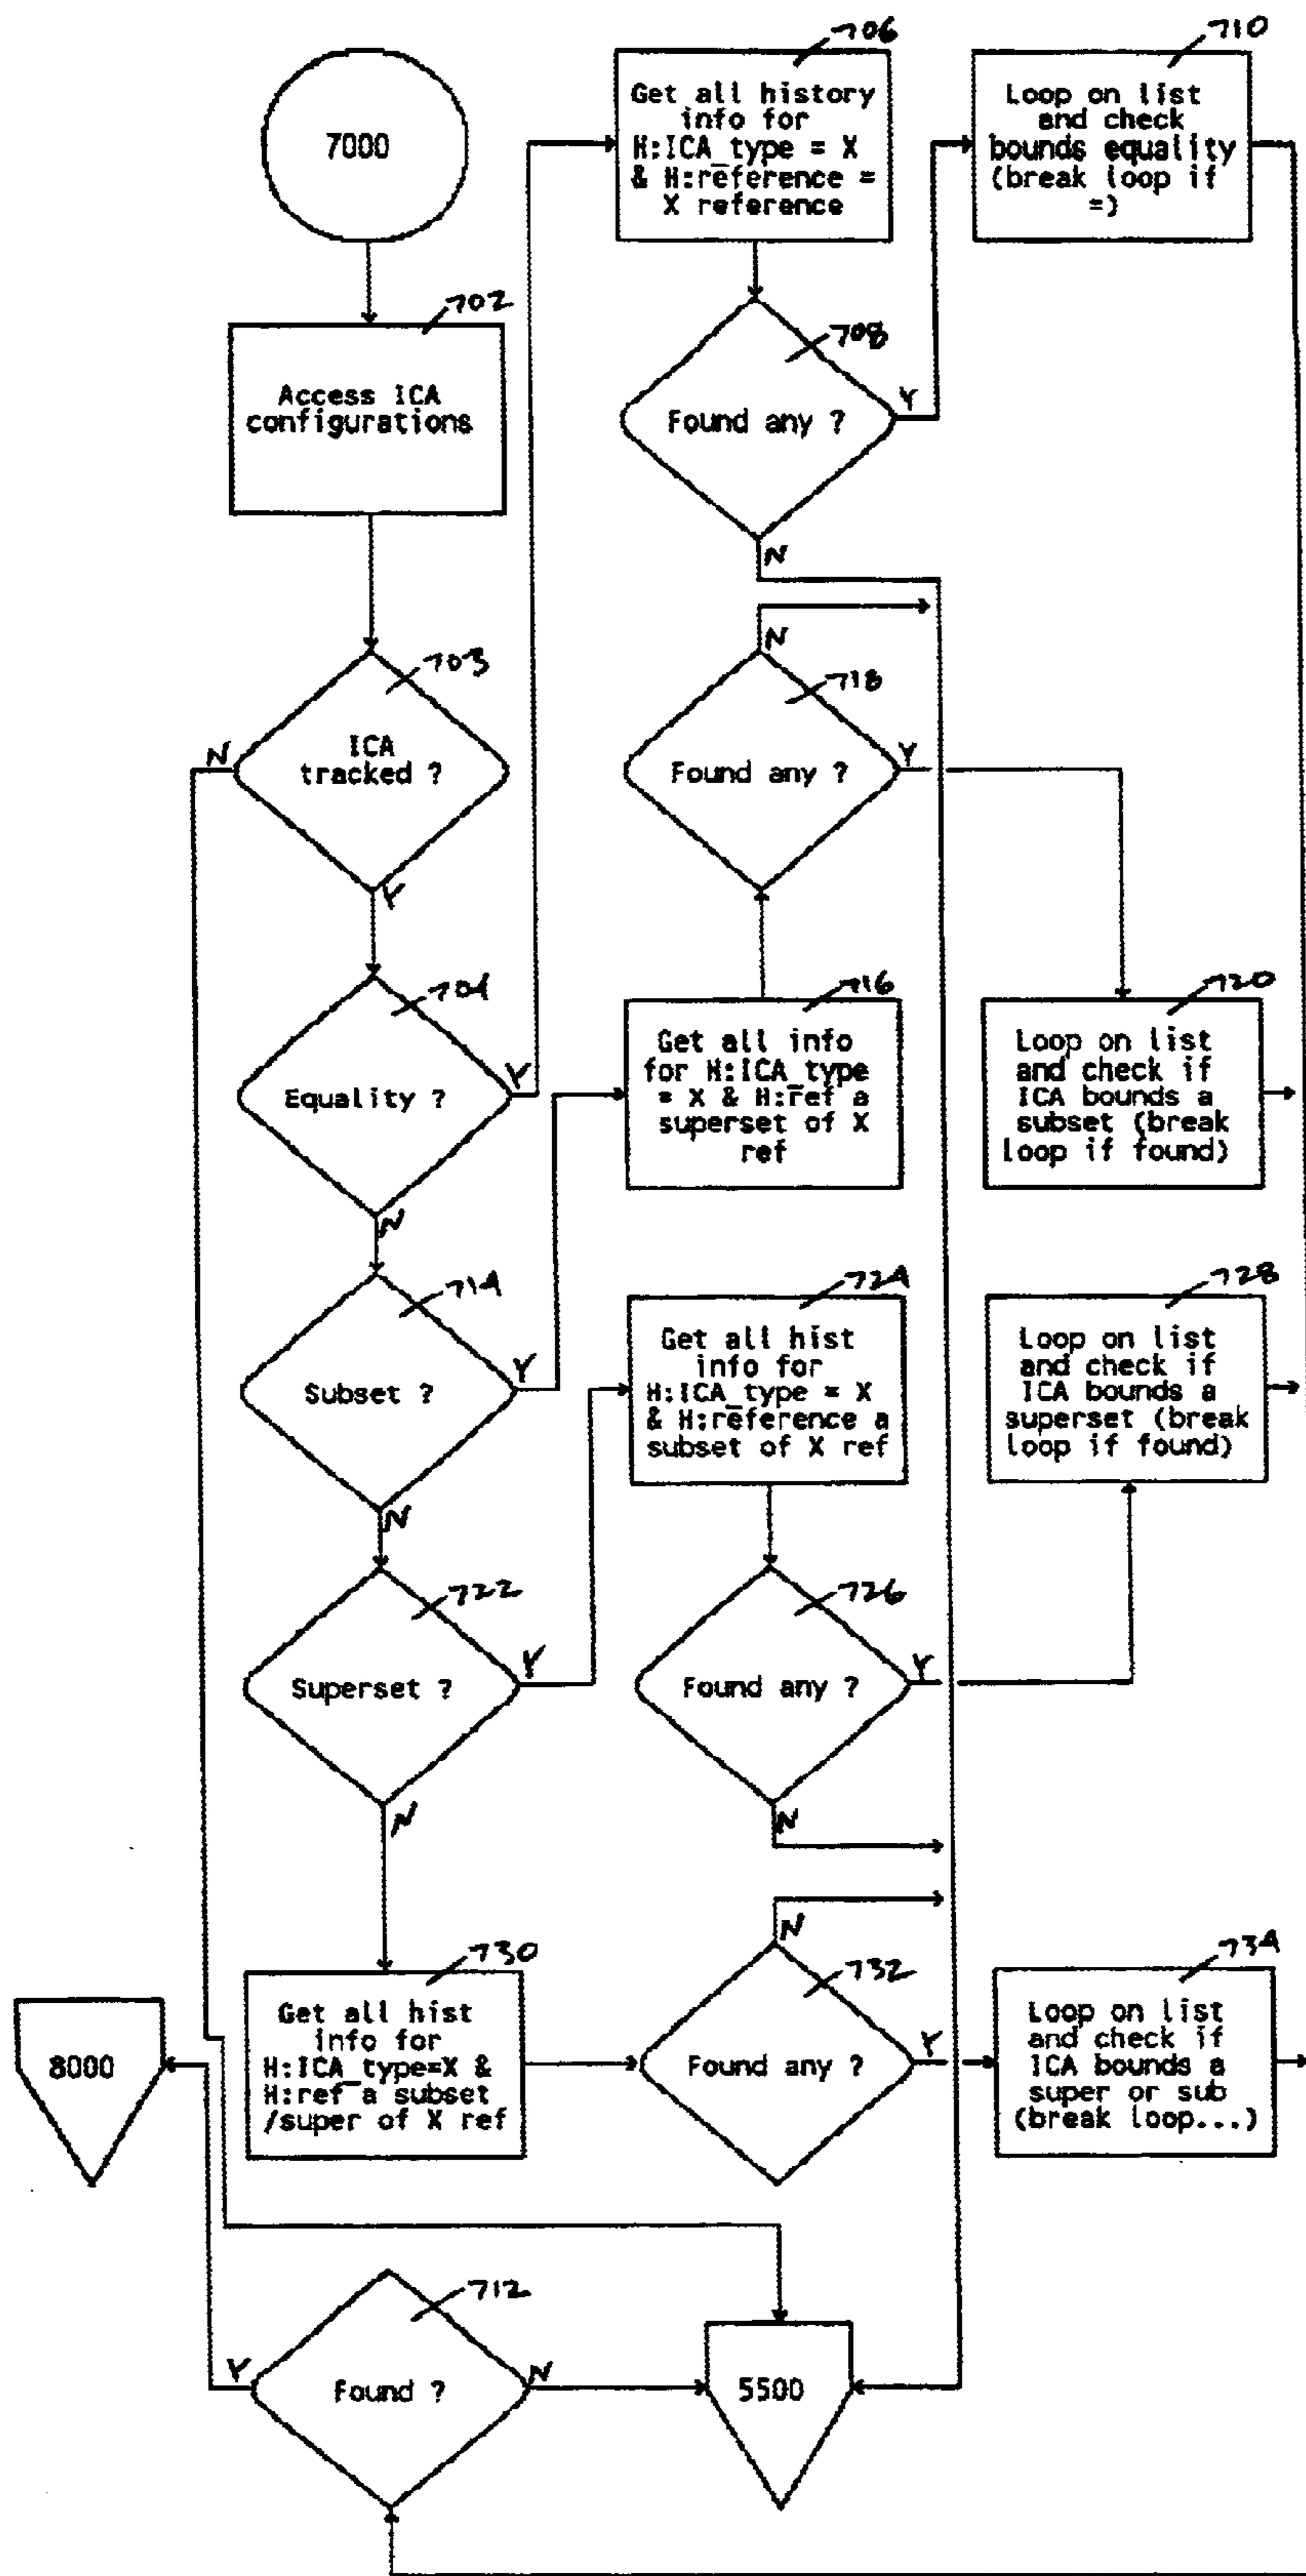 706
710
7000
Get all history
info for
H:ICA_type = X
& H:reference =
X reference
Loop on list
and check
bounds equality
(break loop if
=)
702
Access ICA
configurations
708
Found any ?
Y
N
703
ICA
tracked ?
N
Y
N
718
Found any ?
Y
704
Equality ?
Y
N
716
Get all info
for H:ICA_type
= X & H:ref a
superset of X
ref
720
Loop on list
and check if
ICA bounds a
subset (break
loop if found)
714
Subset ?
Y
N
724
Get all hist
info for
H:ICA_type = X
& H:reference a
subset of X ref
728
Loop on list
and check if
ICA bounds a
superset (break
loop if found)
722
Superset ?
Y
N
726
Found any ?
Y
N
8000
730
Get all hist
info for
H:ICA_type=X &
H:ref a subset
/super of X ref
N
732
Found any ?
Y
734
Loop on list
and check if
ICA bounds a
super or sub
(break loop...)
712
Found ?
Y
N
5500